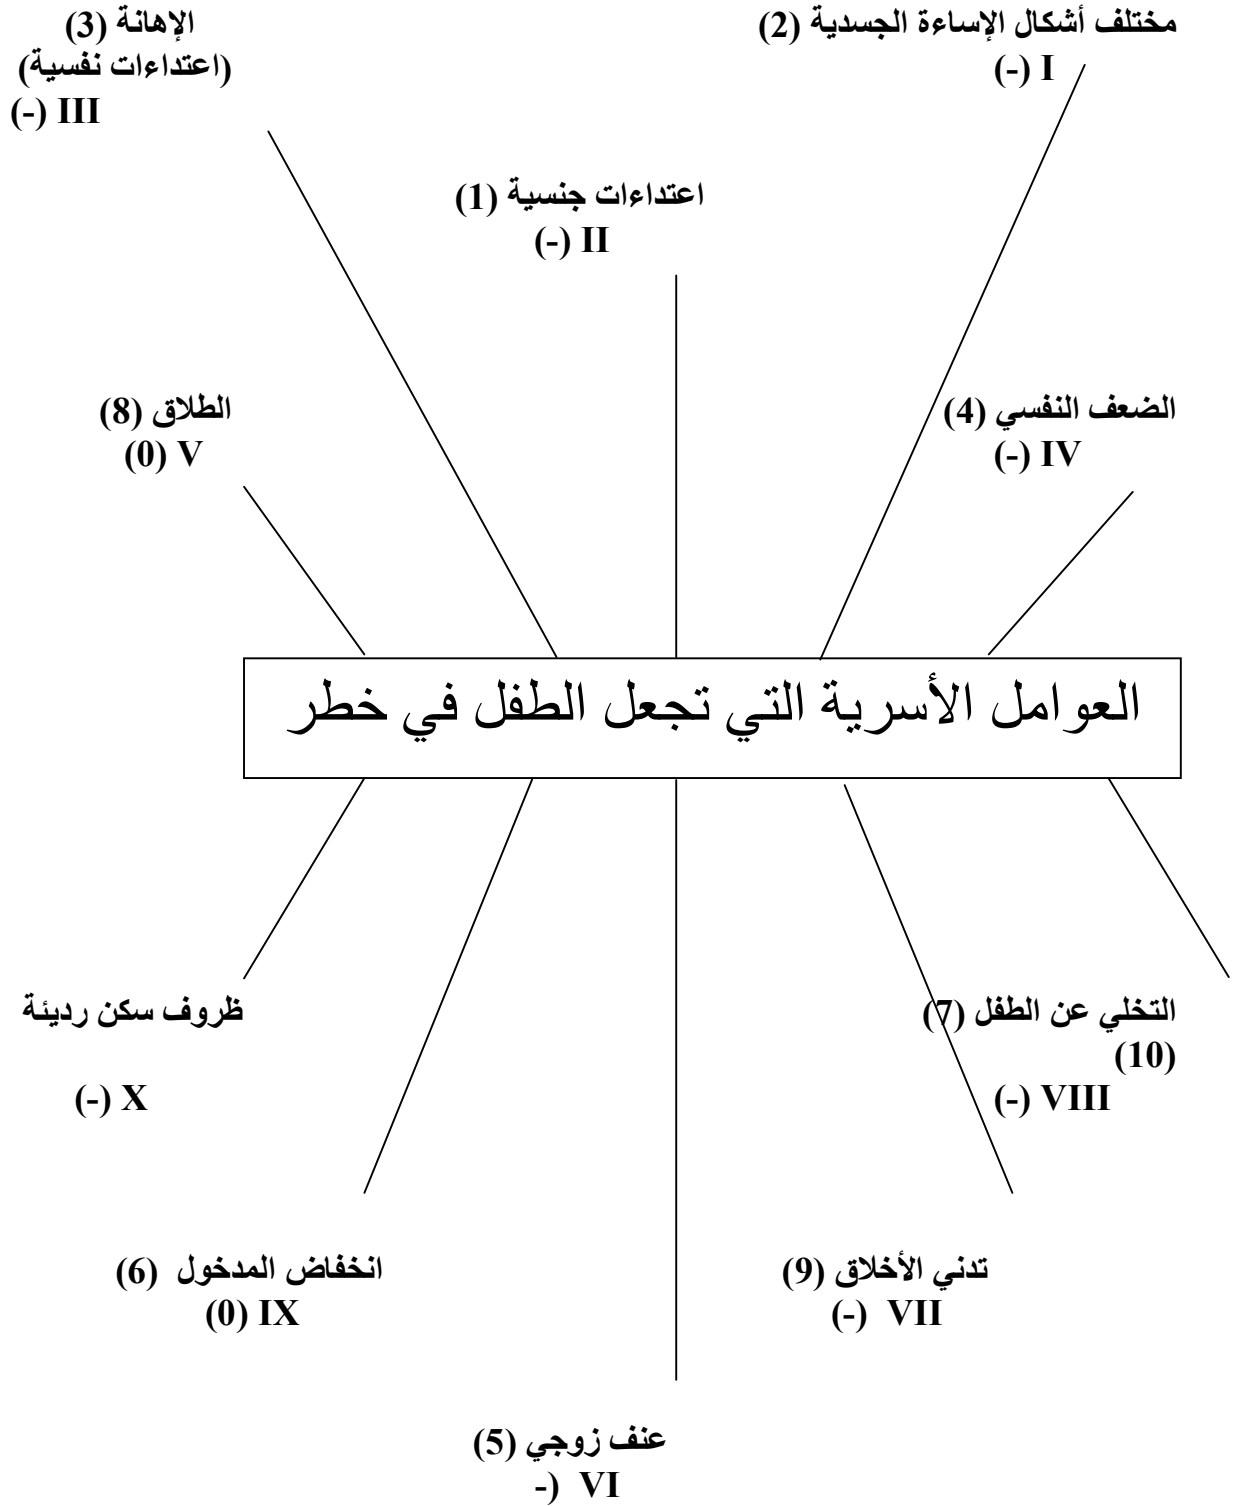 مختلف أشكال الإساءة الجسدية (2)
I (-)
الإهانة (3)
(اعتداءات نفسية)
III (-)
اعتداءات جنسية (1)
II (-)
الضعف النفسي (4)
IV (-)
الطلاق (8)
V (0)
العوامل الأسرية التي تجعل الطفل في خطر
التخلي عن الطفل (7)
(10)
VIII (-)
ظروف سكن رديئة
X (-)
تدني الأخلاق (9)
VII (-)
انخفاض المدخول (6)
IX (0)
عنف زوجي (5)
VI (-